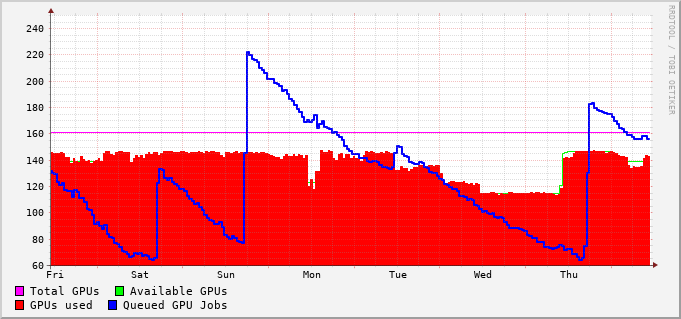 RRDTOOL / TOBI OETIKER
240
220
200
180
160
140
120
100
80
60
Fri Sat Sun Mon Tue Wed Thu
Total GPUs Available GPUs
GPUs used Queued GPU Jobs